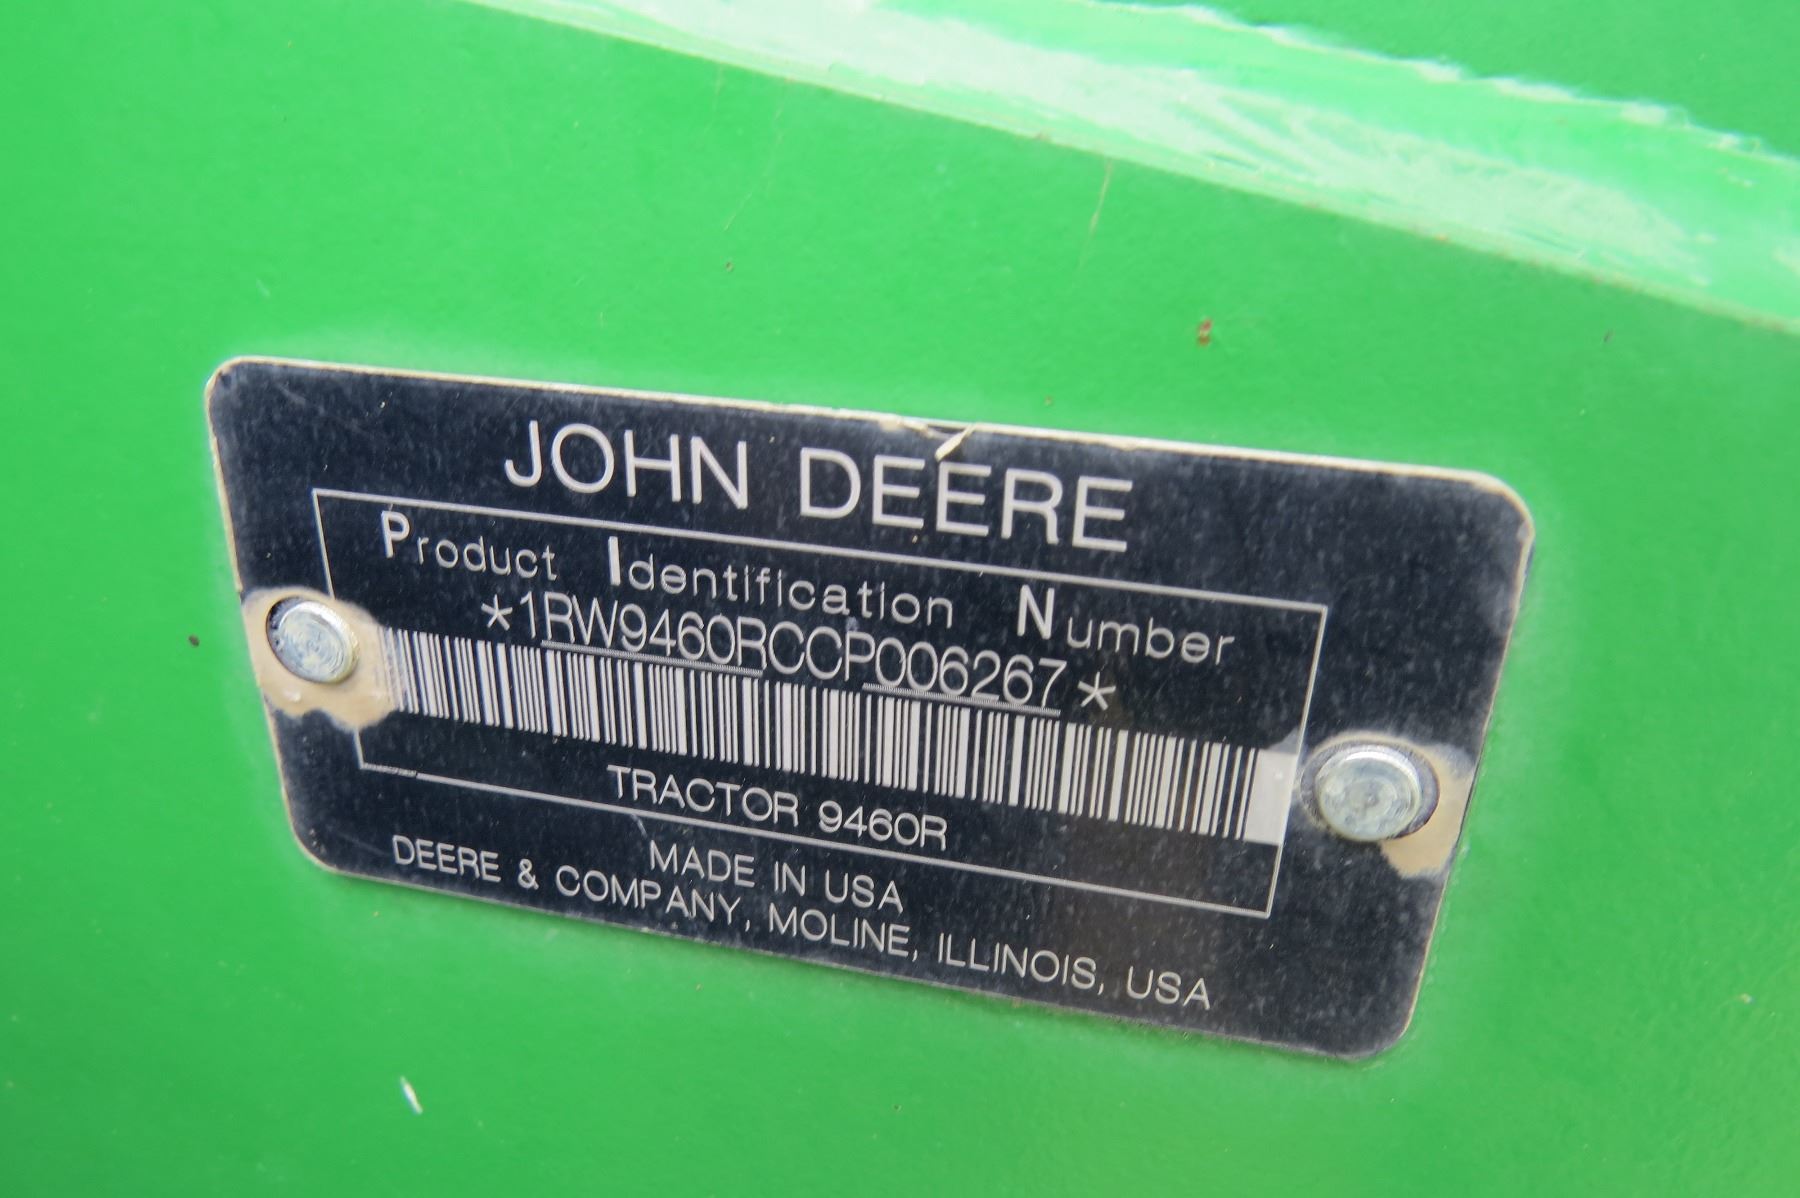 JOHN DEERE
Product Identification Number
*1RW9460RCCP006267*
TRACTOR 9460R
MADE IN USA
DEERE & COMPANY, MOLINE, ILLINOIS, USA